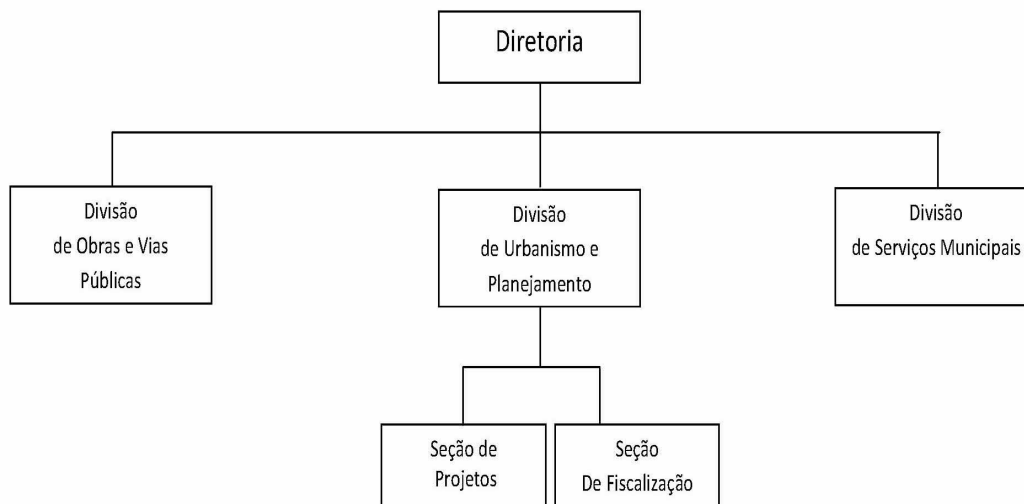 Diretoria
Divisão
de Obras e Vias
Públicas
Divisão
de Urbanismo e
Planejamento
Divisão
de Serviços Municipais
Seção de
Projetos
Seção
De Fiscalização